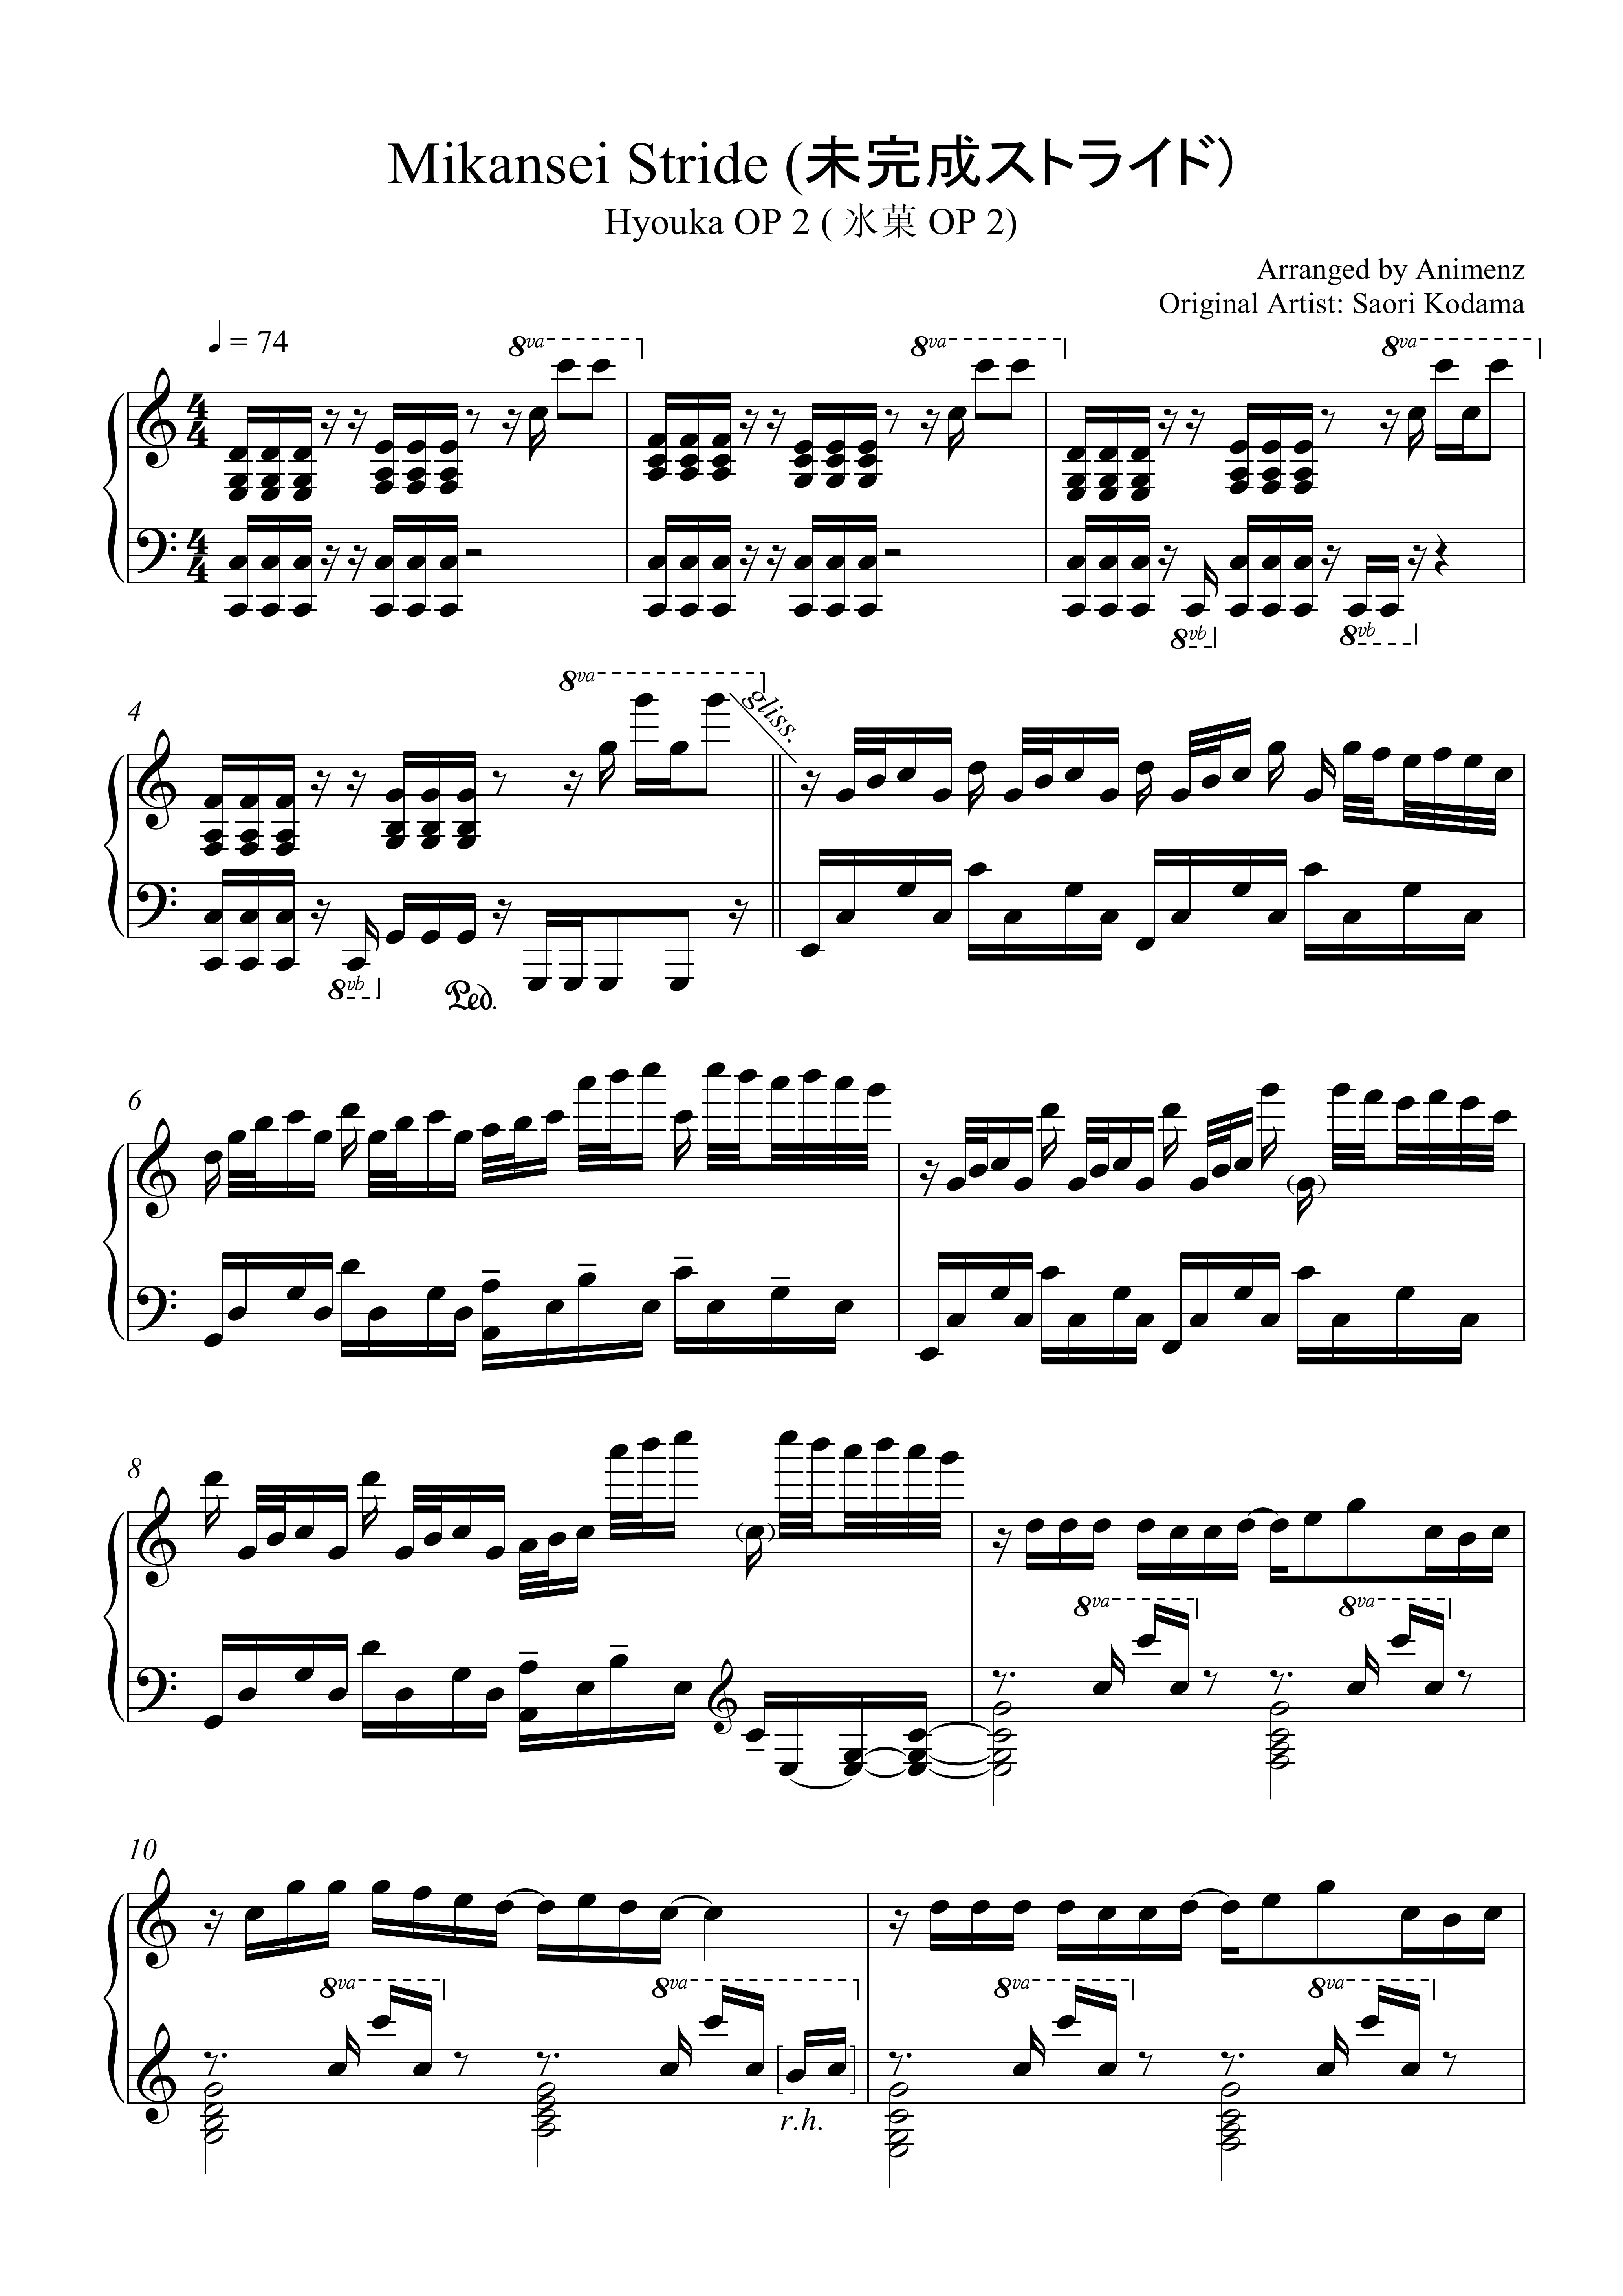 Mikansei Stride (未完成ストライド)
Hyouka OP 2 ( 氷菓 OP 2)
Arranged by Animenz
Original Artist: Saori Kodama
= 74
8va
8va
8va
8vb
8vb
4
8va
gliss.
8vb
Ped.
6
8
8va
8va
10
8va
8va
8va
8va
r.h.